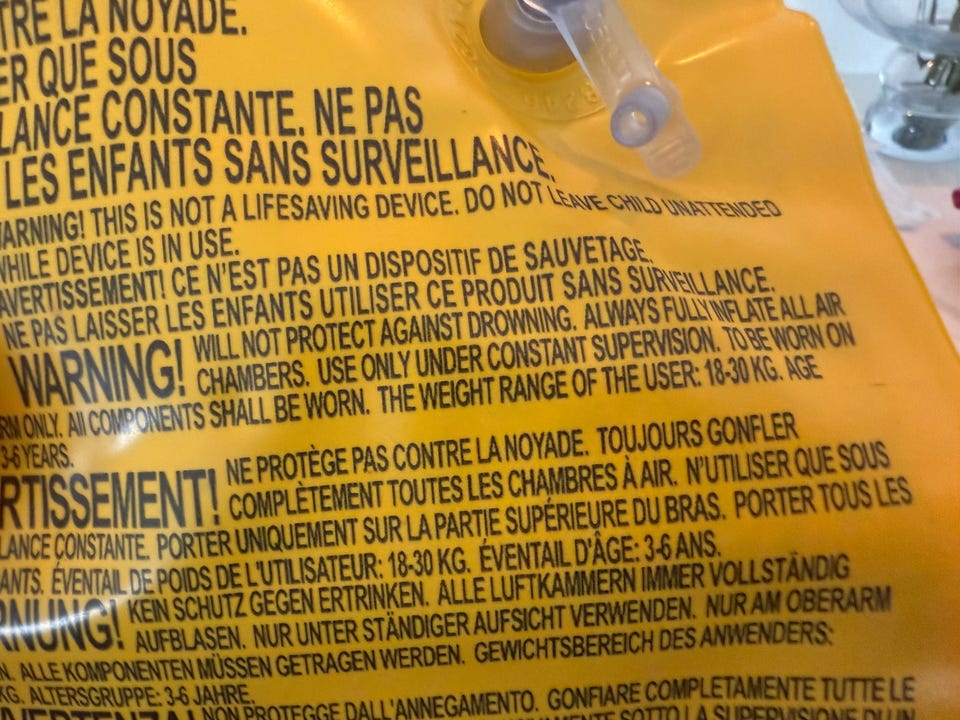 TRE LA NOYADE.
ER QUE SOUS
LANCE CONSTANTE. NE PAS
LES ENFANTS SANS SURVEILLANCE.
WARNING! THIS IS NOT A LIFESAVING DEVICE. DO NOT LEAVE CHILD UNATTENDED
WHILE DEVICE IS IN USE.
AVERTISSEMENT! CE N'EST PAS UN DISPOSITIF DE SAUVETAGE.
NE PAS LAISSER LES ENFANTS UTILISER CE PRODUIT SANS SURVEILLANCE.
WARNING! WILL NOT PROTECT AGAINST DROWNING. ALWAYS FULLY INFLATE ALL AIR
CHAMBERS. USE ONLY UNDER CONSTANT SUPERVISION. TO BE WORN ON
RM ONLY. All COMPONENTS SHALL BE WORN. THE WEIGHT RANGE OF THE USER: 18-30 KG. AGE
3-6 YEARS.
RTISSEMENT! NE PROTÈGE PAS CONTRE LA NOYADE. TOUJOURS GONFLER
COMPLÈTEMENT TOUTES LES CHAMBRES À AIR. N'UTILISER QUE SOUS
LANCE CONSTANTE. PORTER UNIQUEMENT SUR LA PARTIE SUPÉRIEURE DU BRAS. PORTER TOUS LES
ANTS. ÉVENTAIL DE POIDS DE L'UTILISATEUR: 18-30 KG. ÉVENTAIL D'ÂGE: 3-6 ANS.
RNUNG! KEIN SCHUTZ GEGEN ERTRINKEN. ALLE LUFTKAMMERN IMMER VOLLSTÄNDIG
AUFBLASEN. NUR UNTER STÄNDIGER AUFSICHT VERWENDEN. NUR AM OBERARM
N. ALLE KOMPONENTEN MÜSSEN GETRAGEN WERDEN. GEWICHTSBEREICH DES ANWENDERS:
KG. ALTERSGRUPPE: 3-6 JAHRE.
VERTENZA! NON PROTEGGE DALL'ANNEGAMENTO. GONFIARE COMPLETAMENTE TUTTE LE
SOTTO LA SUPERVISIONE DI UN